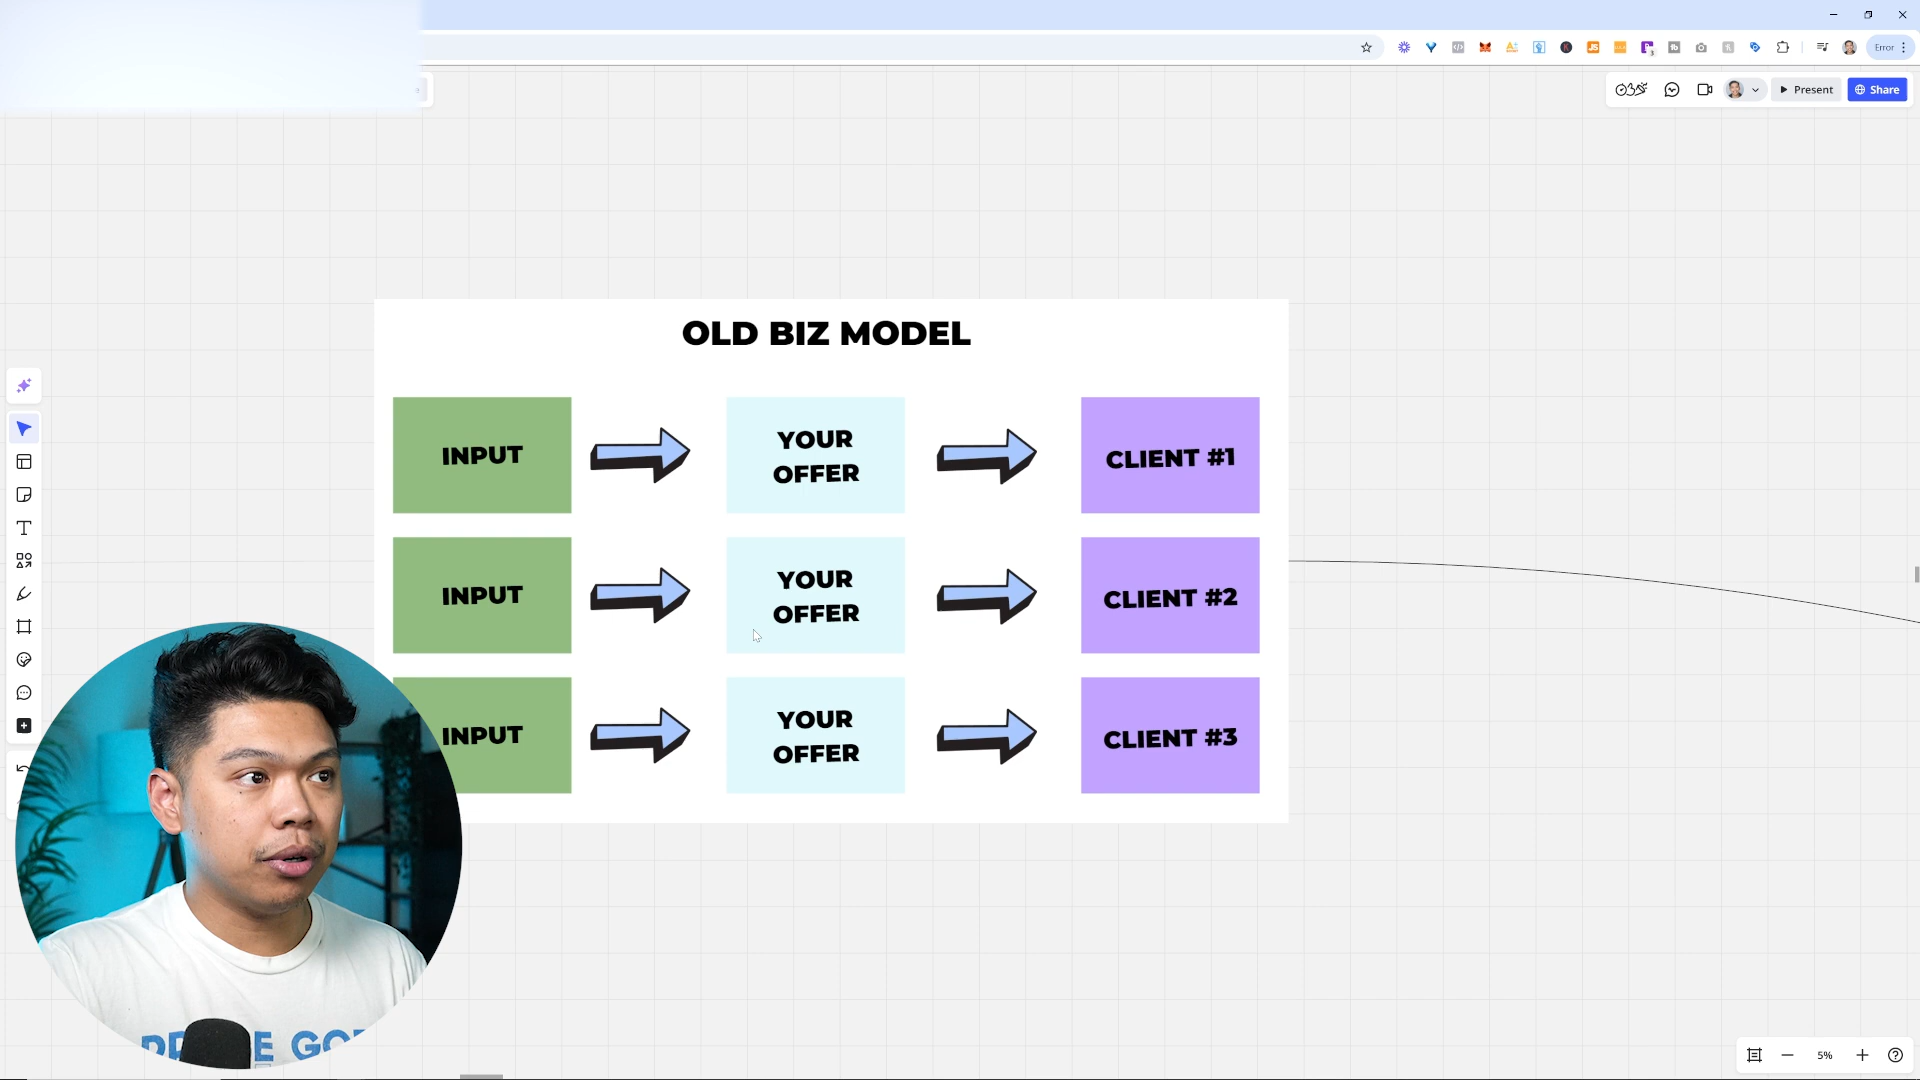 Error
Present
Share
OLD BIZ MODEL
INPUT
YOUR
OFFER
CLIENT #1
INPUT
YOUR
OFFER
CLIENT #2
INPUT
YOUR
OFFER
CLIENT #3
5%